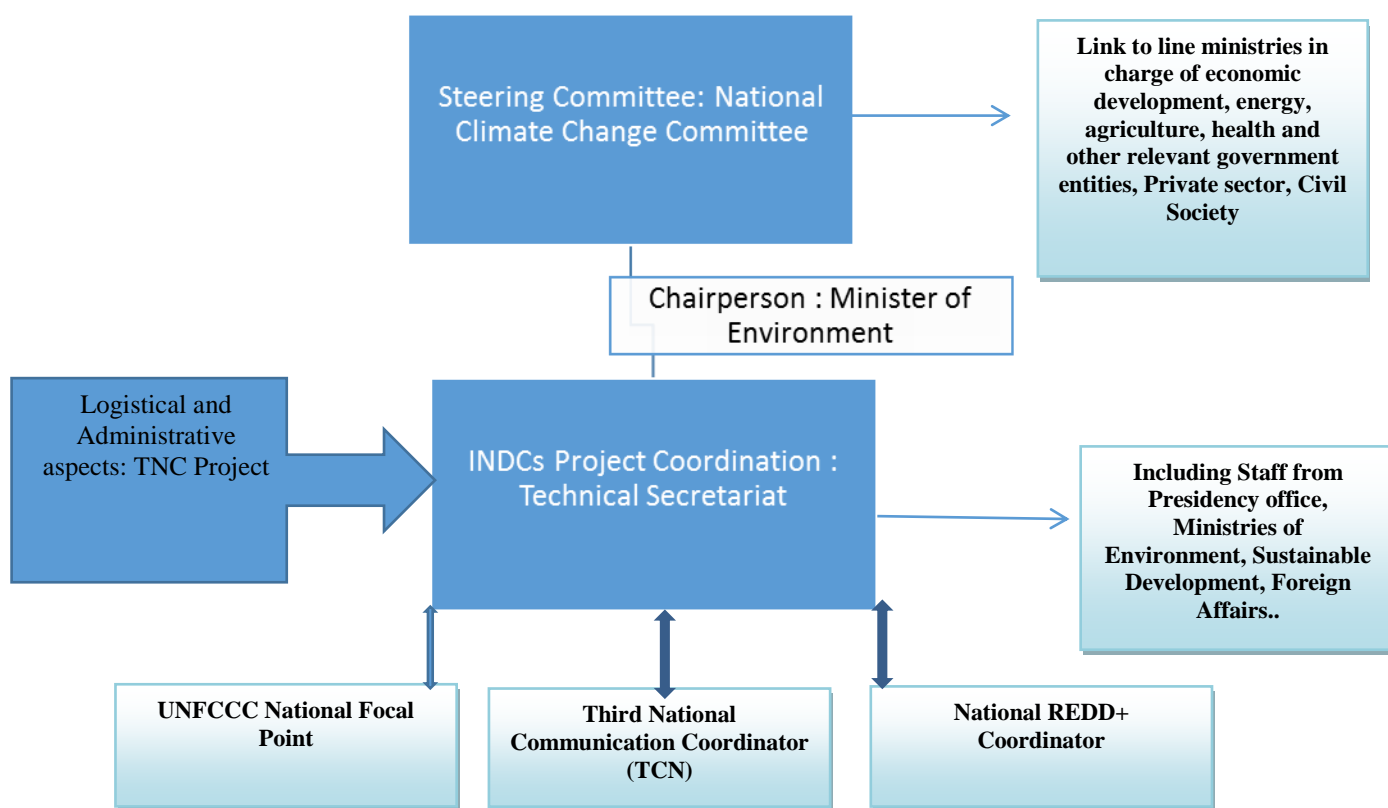 Steering Committee: National
Climate Change Committee
Link to line ministries in
charge of economic
development, energy,
agriculture, health and
other relevant government
entities, Private sector, Civil
Society
Chairperson : Minister of
Environment
Logistical and
Administrative
aspects: TNC Project
INDCs Project Coordination :
Technical Secretariat
Including Staff from
Presidency office,
Ministries of
Environment, Sustainable
Development, Foreign
Affairs..
UNFCCC National Focal
Point
Third National
Communication Coordinator
(TCN)
National REDD+
Coordinator